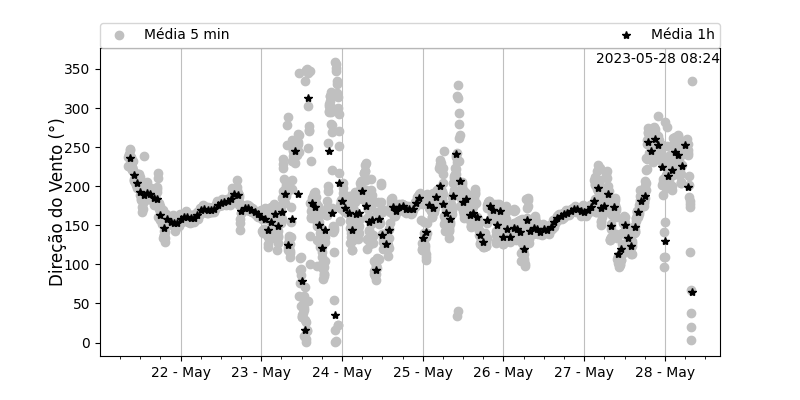 Média 5 min
Média 1h
2023-05-28 08:24
Direção do Vento (°)
350
300
250
200
150
100
50
0
22 - May
23 - May
24 - May
25 - May
26 - May
27 - May
28 - May